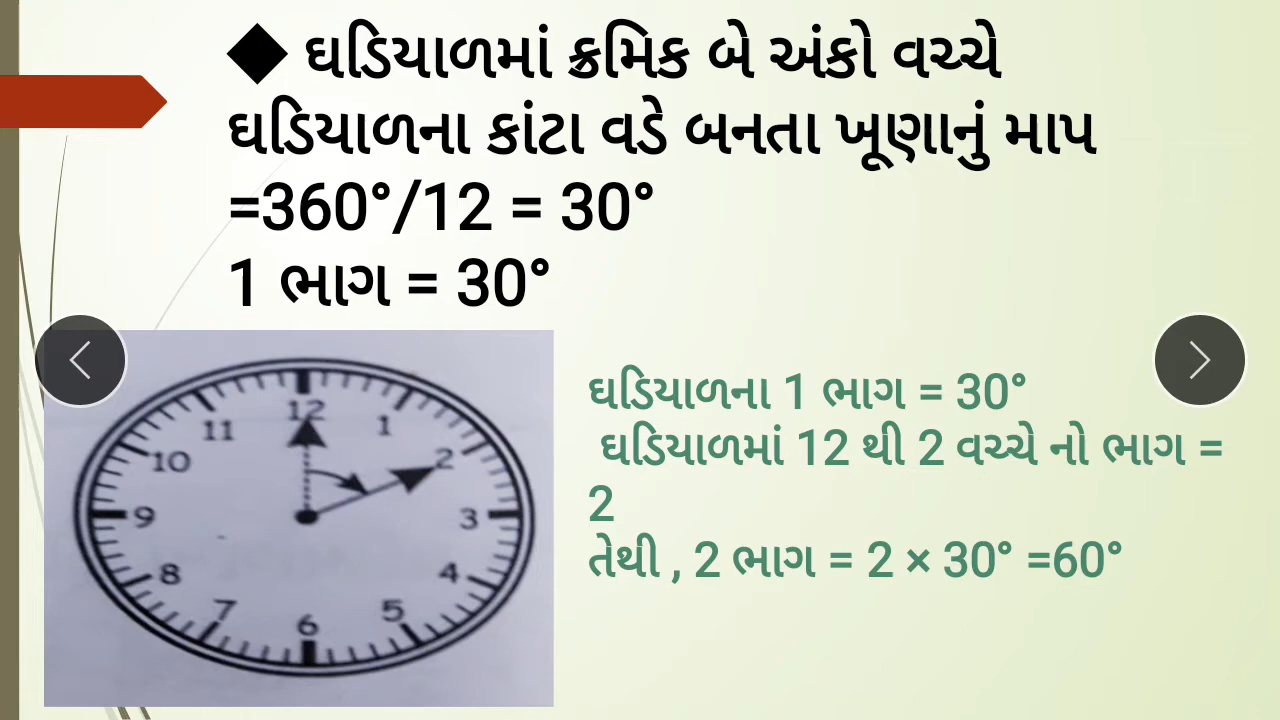 ◆ ઘડિયાળમાં ક્રમિક બે અંકો વચ્ચે
ઘડિયાળના કાંટા વડે બનતા ખૂણાનું માપ
=360°/12 = 30°
1 ભાગ = 30°
ઘડિયાળના 1 ભાગ = 30°
ઘડિયાળમાં 12 થી 2 વચ્ચે નો ભાગ =
2
તેથી , 2 ભાગ = 2 × 30° =60°
12
11
1
10
2
9
3
8
4
7
5
6